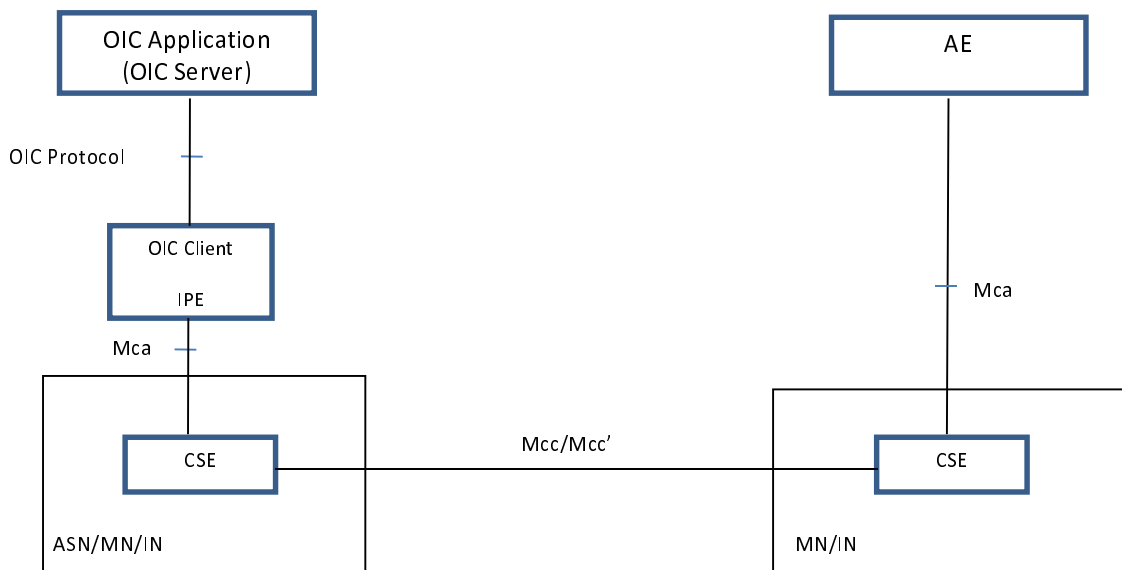 OIC Application
(OIC Server)
AE
OIC Protocol
OIC Client
IPE
Mca
Mca
CSE
Mcc/Mcc’
CSE
ASN/MN/IN
MN/IN